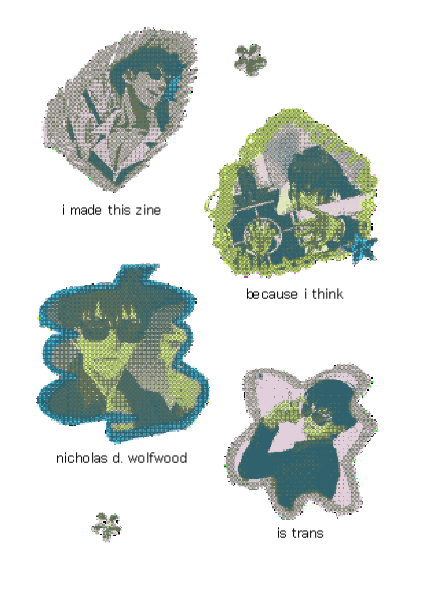 i made this zine
because i think
nicholas d. wolfwood
is trans